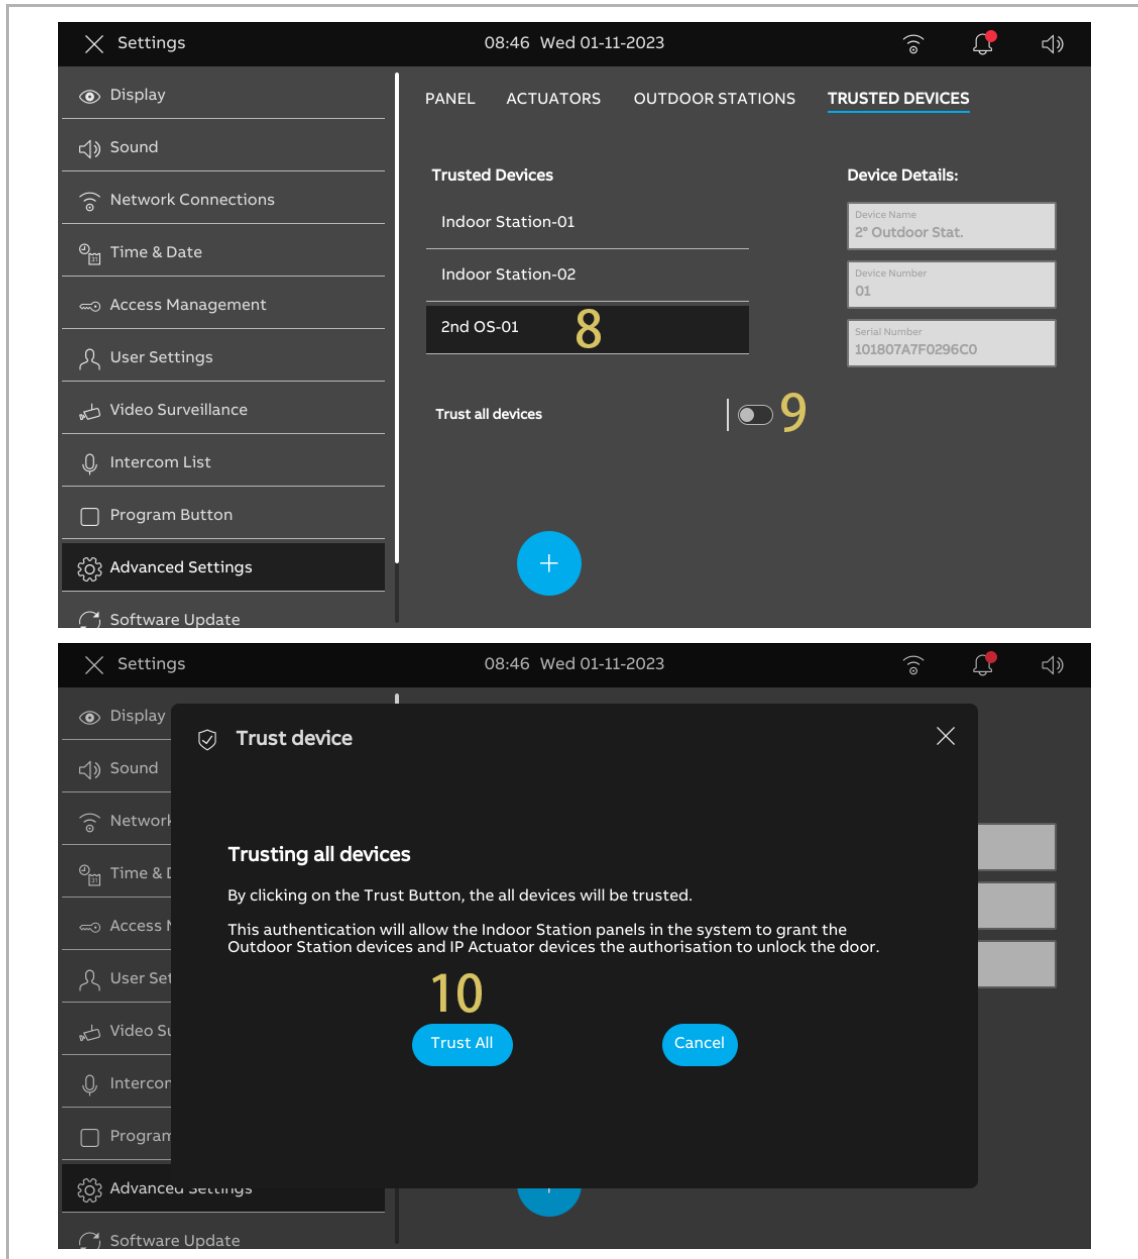 Settings
08:46 Wed 01-11-2023
Display
Sound
Network Connections
Time & Date
Access Management
User Settings
Video Surveillance
Intercom List
Program Button
Advanced Settings
Software Update
PANEL ACTUATORS OUTDOOR STATIONS TRUSTED DEVICES
Trusted Devices
Indoor Station-01
Indoor Station-02
2nd OS-01
8
Trust all devices
9
+
Device Details:
Device Name
2° Outdoor Stat.
Device Number
01
Serial Number
101807A7F0296C0
Settings
08:46 Wed 01-11-2023
Display
Sound
Network
Time & D
Access M
User Set
Video Su
Intercom
Program
Advanced Settings
Software Update
Trust device
Trusting all devices
By clicking on the Trust Button, the all devices will be trusted.
This authentication will allow the Indoor Station panels in the system to grant the
Outdoor Station devices and IP Actuator devices the authorisation to unlock the door.
10
Trust All
Cancel